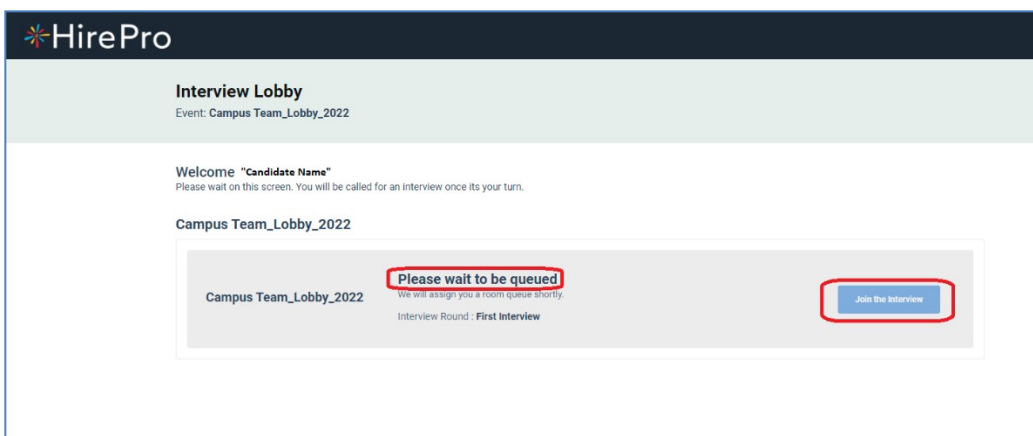 HirePro
Interview Lobby
Event: Campus Team_Lobby_2022
Welcome "Candidate Name"
Please wait on this screen. You will be called for an interview once its your turn.
Campus Team_Lobby_2022
Please wait to be queued
We will assign you a room queue shortly.
Campus Team_Lobby_2022
Join the Interview
Interview Round : First Interview